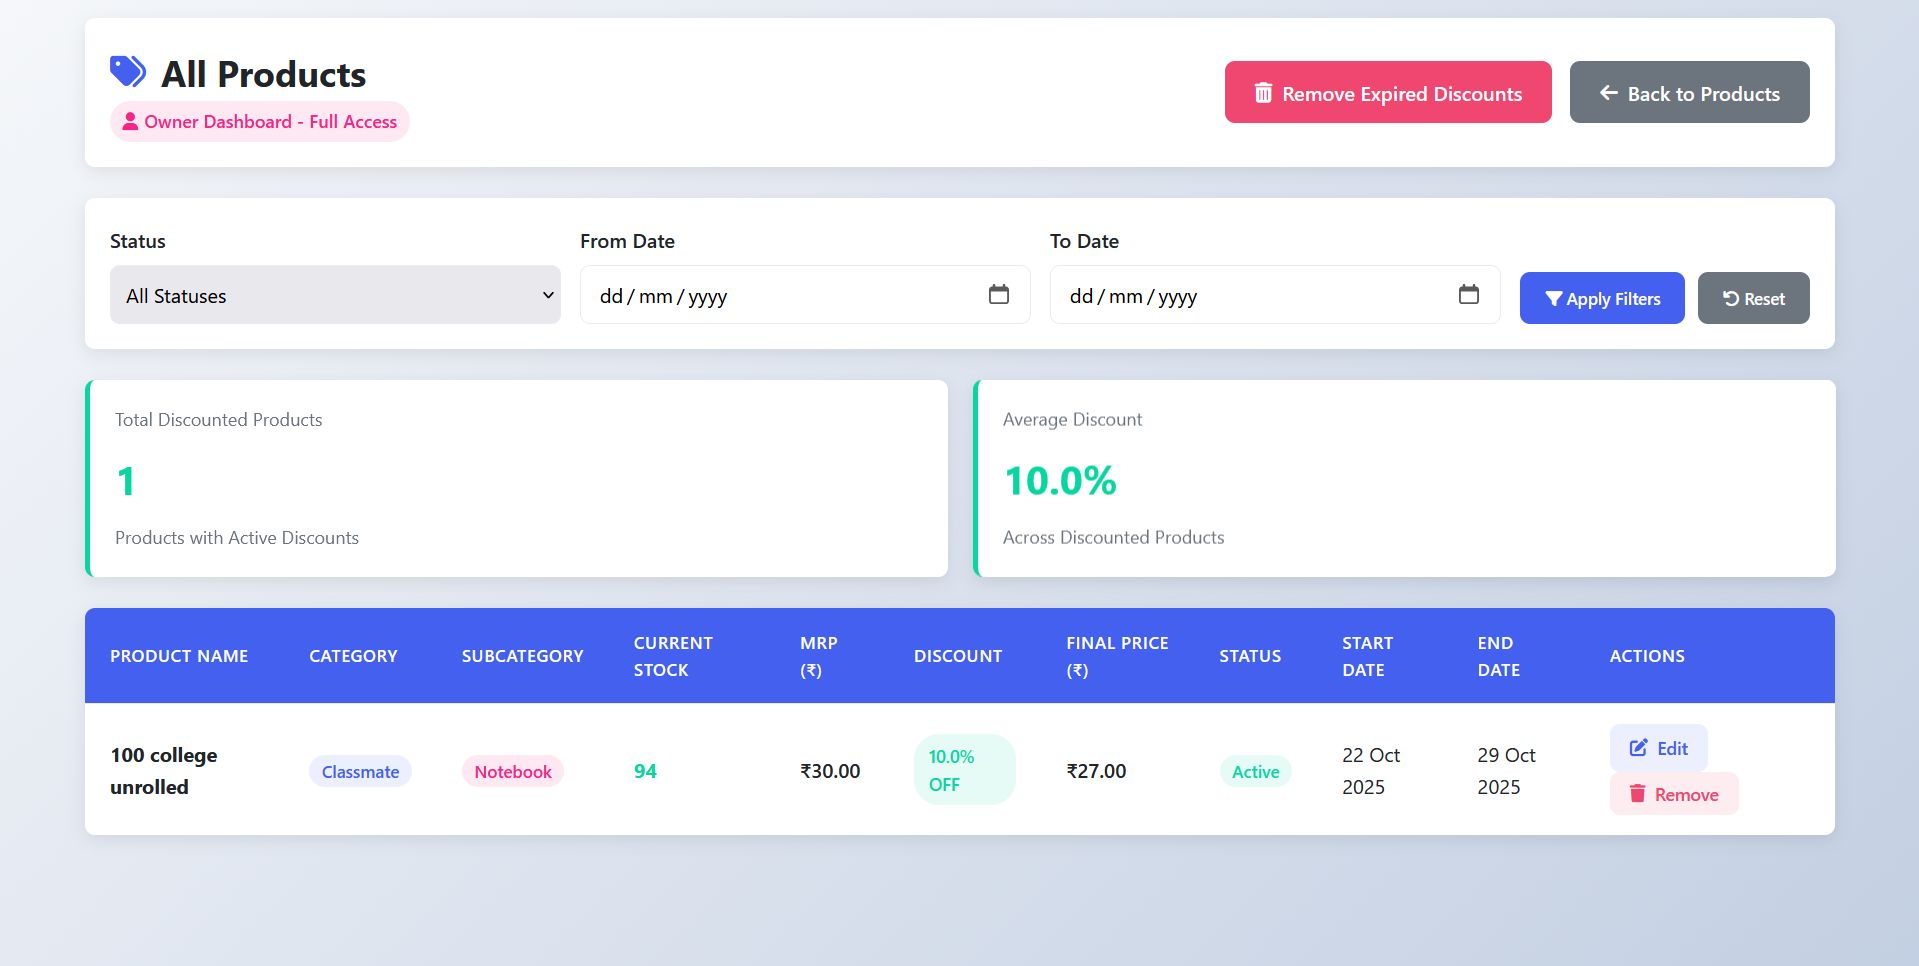 All Products
Owner Dashboard - Full Access
Remove Expired Discounts
Back to Products
Status
From Date
To Date
All Statuses
dd/mm/yyyy
dd/mm/yyyy
Apply Filters
Reset
Total Discounted Products
1
Products with Active Discounts
Average Discount
10.0%
Across Discounted Products
PRODUCT NAME
CATEGORY
SUBCATEGORY
CURRENT
STOCK
MRP
(₹)
DISCOUNT
FINAL PRICE
(₹)
STATUS
START
DATE
END
DATE
ACTIONS
100 college
unrolled
Classmate
Notebook
94
₹30.00
10.0%
OFF
₹27.00
Active
22 Oct
2025
29 Oct
2025
Edit
Remove